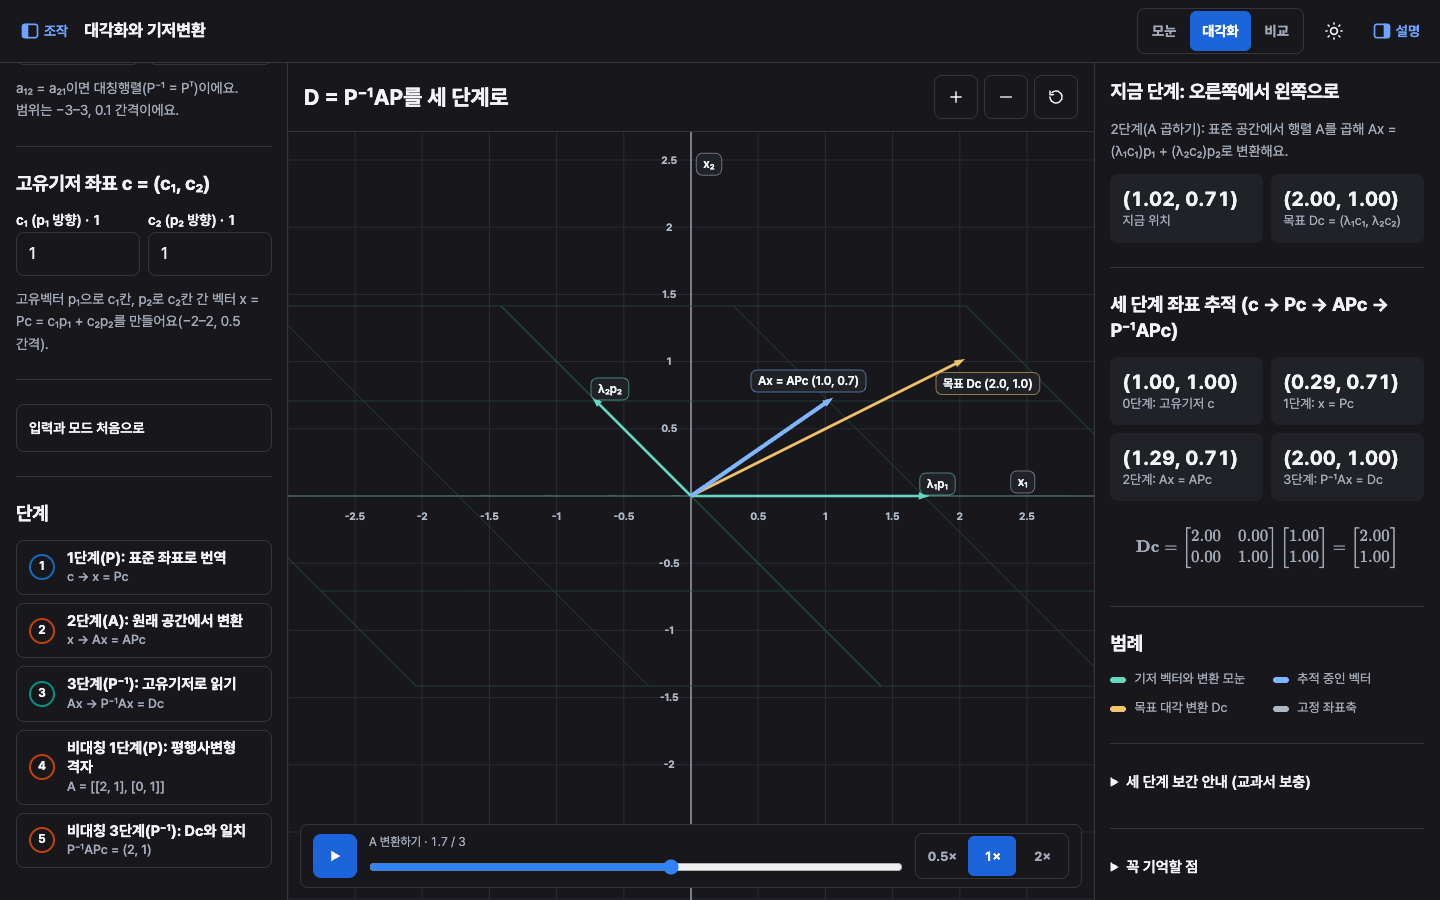 조작
대각화와 기저변환
모눈
대각화
비교
설명
a₁₂ = a₂₁이면 대칭행렬(P⁻¹ = Pᵀ)이에요.
범위는 −3–3, 0.1 간격이에요.
고유기저 좌표 c = (c₁, c₂)
c₁ (p₁ 방향) · 1
c₂ (p₂ 방향) · 1
1
1
고유벡터 p₁으로 c₁칸, p₂로 c₂칸 간 벡터 x =
Pc = c₁p₁ + c₂p₂를 만들어요(−2–2, 0.5
간격).
입력과 모드 처음으로
단계
1
1단계(P): 표준 좌표로 번역
c → x = Pc
2
2단계(A): 원래 공간에서 변환
x → Ax = APc
3
3단계(P⁻¹): 고유기저로 읽기
Ax → P⁻¹Ax = Dc
4
비대칭 1단계(P): 평행사변형
격자
A = [[2, 1], [0, 1]]
5
비대칭 3단계(P⁻¹): Dc와 일치
P⁻¹APc = (2, 1)
D = P⁻¹AP를 세 단계로
+
−
2.5
x₂
2
1.5
1
Ax = APc (1.0, 0.7)
목표 Dc (2.0, 1.0)
λ₂p₂
0.5
λ₁p₁
x₁
-2.5
-2
-1.5
-1
-0.5
0.5
1
1.5
2
2.5
-0.5
-1
-1.5
-2
A 변환하기 · 1.7 / 3
0.5×
1×
2×
지금 단계: 오른쪽에서 왼쪽으로
2단계(A 곱하기): 표준 공간에서 행렬 A를 곱해 Ax =
(λ₁c₁)p₁ + (λ₂c₂)p₂로 변환해요.
(1.02, 0.71)
지금 위치
(2.00, 1.00)
목표 Dc = (λ₁c₁, λ₂c₂)
세 단계 좌표 추적 (c → Pc → APc →
P⁻¹APc)
(1.00, 1.00)
0단계: 고유기저 c
(0.29, 0.71)
1단계: x = Pc
(1.29, 0.71)
2단계: Ax = APc
(2.00, 1.00)
3단계: P⁻¹Ax = Dc
Dc = [2.00 0.00] [1.00] = [2.00]
[0.00 1.00] [1.00] [1.00]
범례
기저 벡터와 변환 모눈
추적 중인 벡터
목표 대각 변환 Dc
고정 좌표축
▶ 세 단계 보간 안내 (교과서 보충)
▶ 꼭 기억할 점